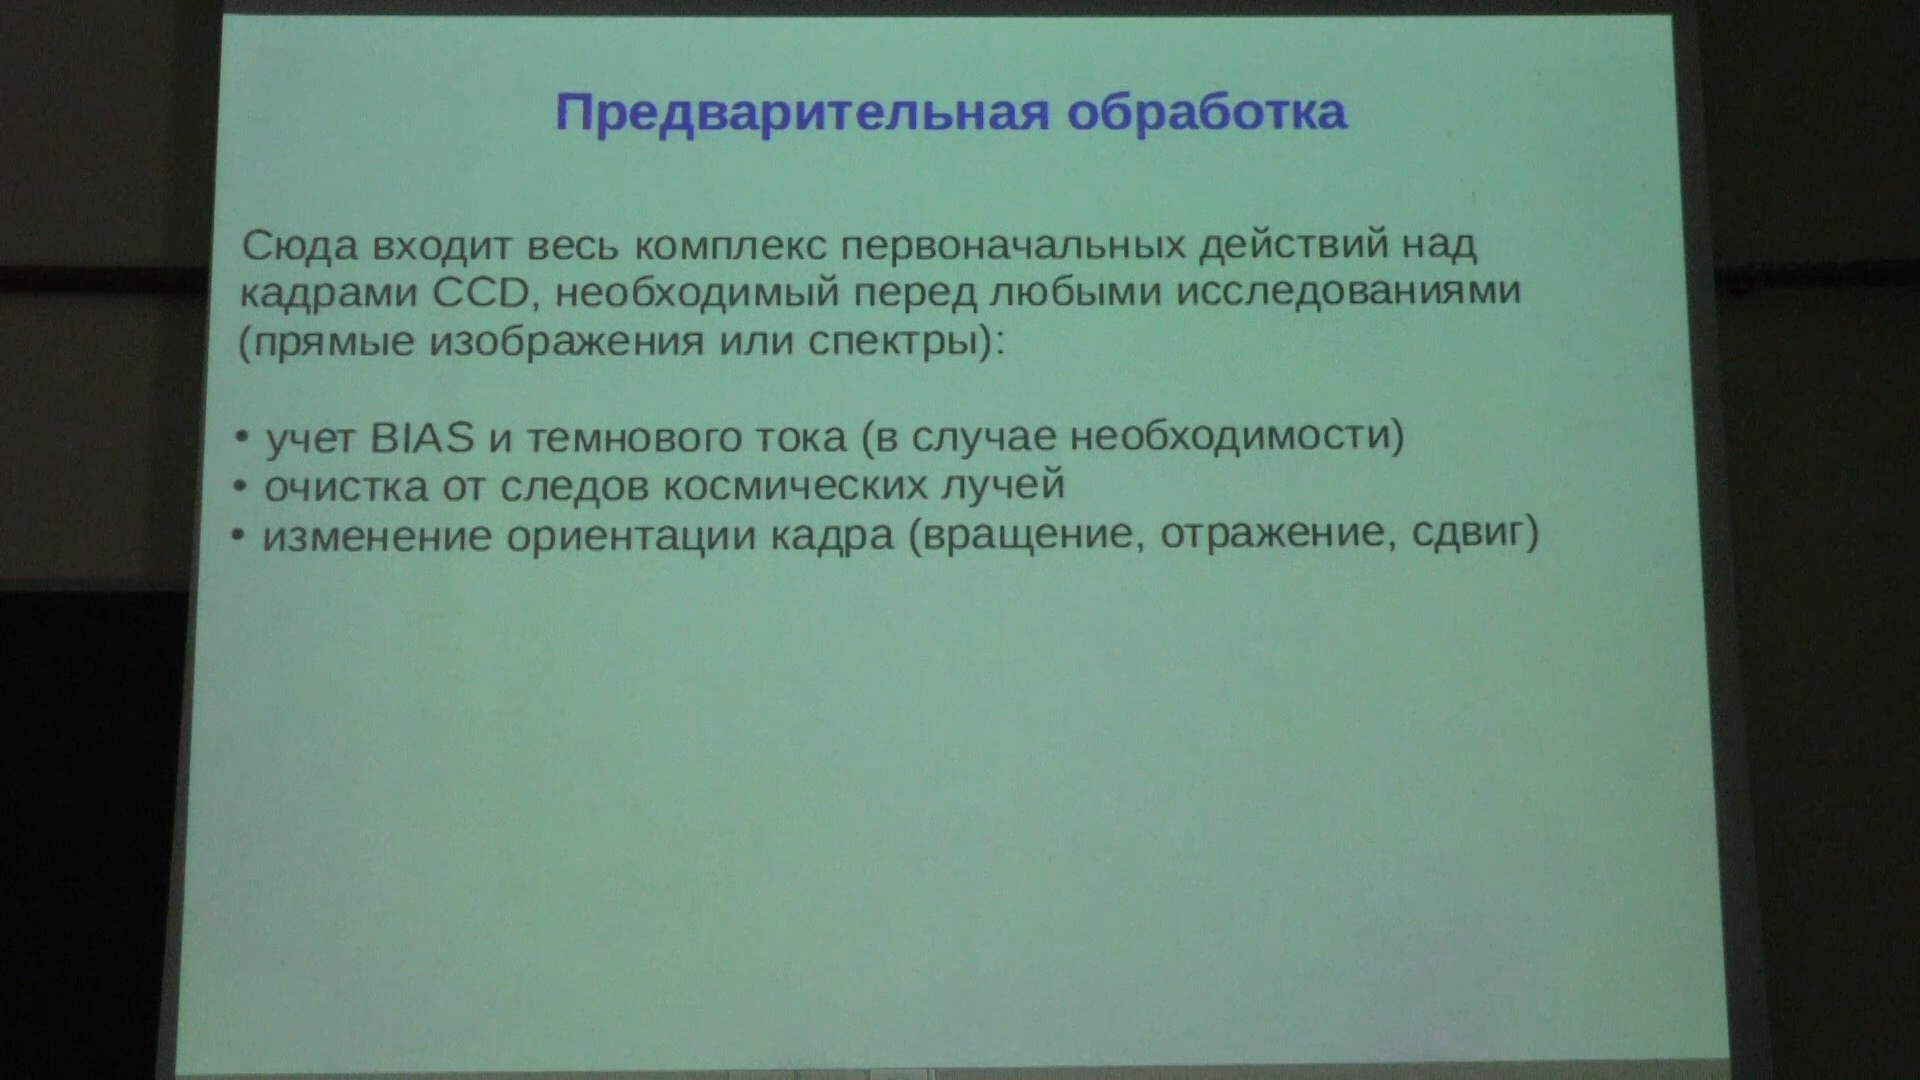 Предварительная обработка
Сюда входит весь комплекс первоначальных действий над
кадрами CCD, необходимый перед любыми исследованиями
(прямые изображения или спектры):
• учет BIAS и темнового тока (в случае необходимости)
• очистка от следов космических лучей
• изменение ориентации кадра (вращение, отражение, сдвиг)